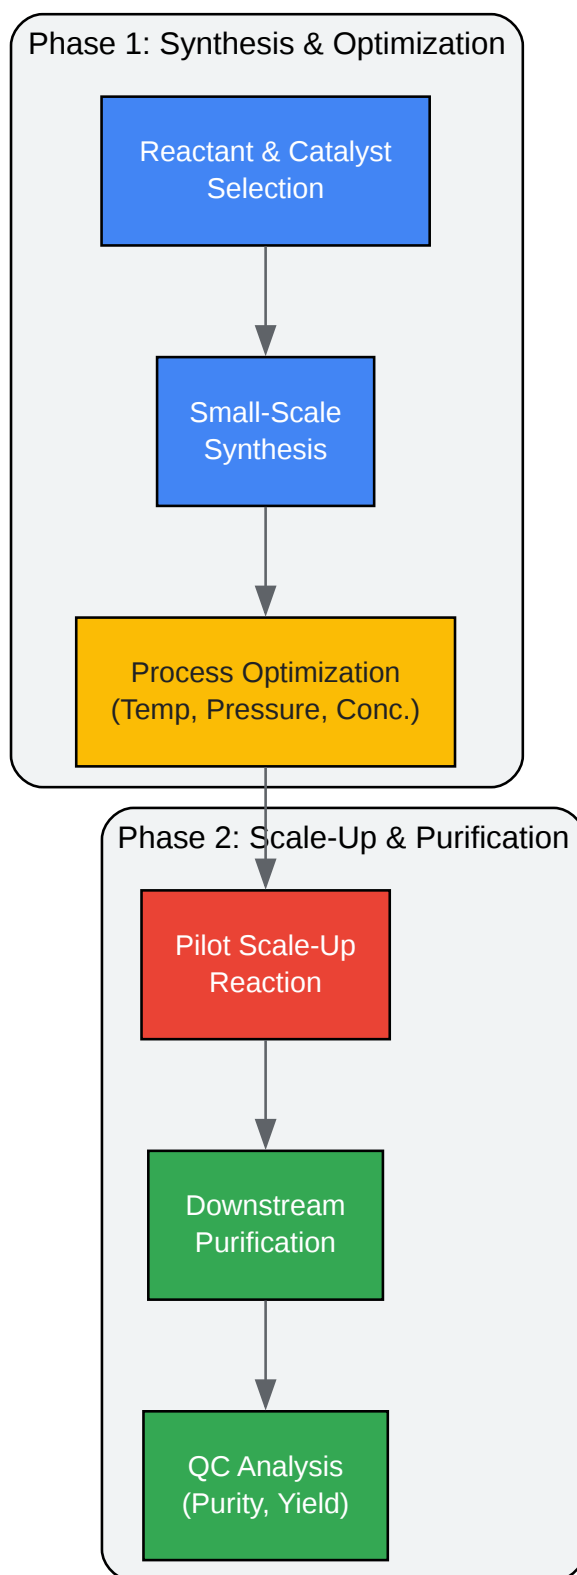 Phase 1: Synthesis & Optimization
Reactant & Catalyst
Selection
Small-Scale
Synthesis
Process Optimization
(Temp, Pressure, Conc.)
Phase 2: Scale-Up & Purification
Pilot Scale-Up
Reaction
Downstream
Purification
QC Analysis
(Purity, Yield)